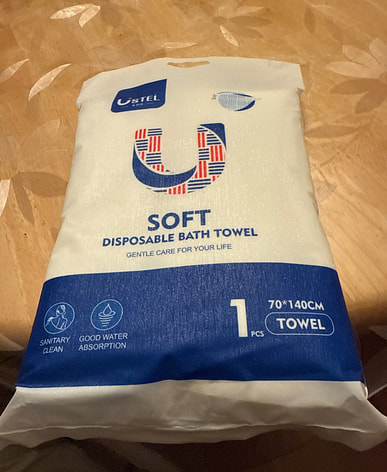 USTEL
U
SOFT
DISPOSABLE BATH TOWEL
GENTLE CARE FOR YOUR LIFE
1 PCS
70*140CM
TOWEL
SANITARY
CLEAN
GOOD WATER
ABSORPTION